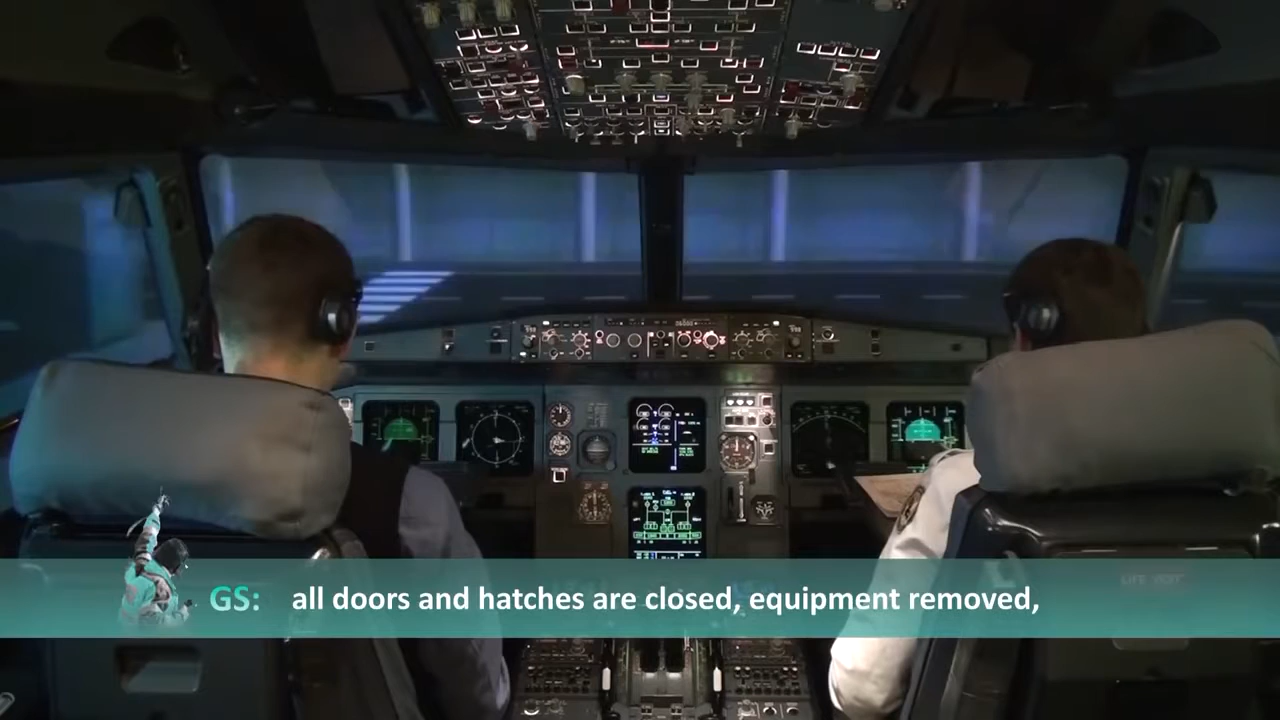 GS: all doors and hatches are closed, equipment removed,